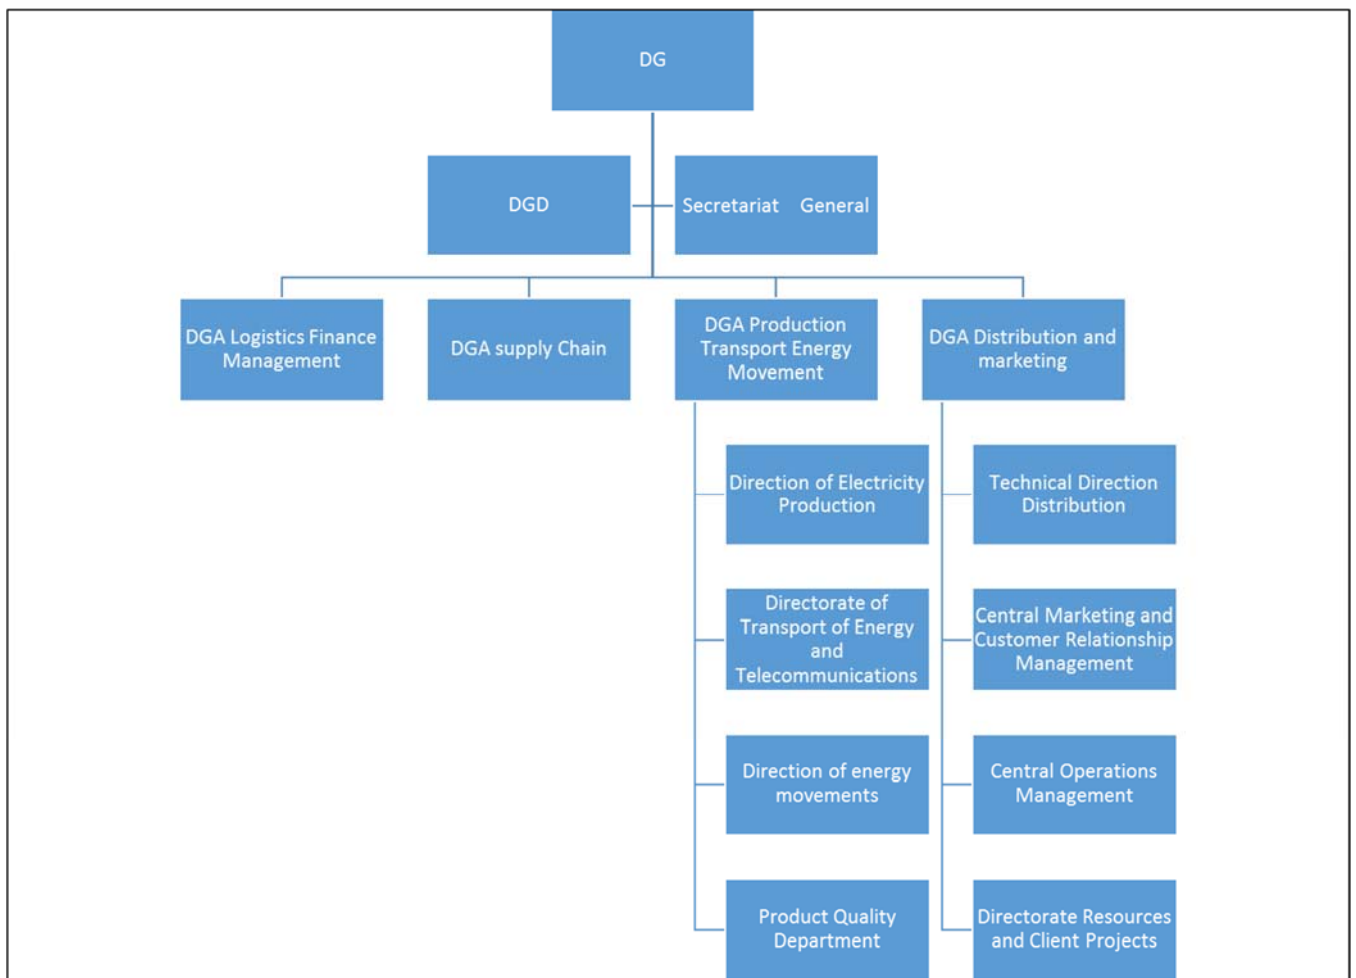 DG
DGD
Secretariat General
DGA Logistics Finance
Management
DGA supply Chain
DGA Production
Transport Energy
Movement
DGA Distribution and
marketing
Direction of Electricity
Production
Technical Direction
Distribution
Directorate of
Transport of Energy
and
Telecommunications
Central Marketing and
Customer Relationship
Management
Direction of energy
movements
Central Operations
Management
Product Quality
Department
Directorate Resources
and Client Projects